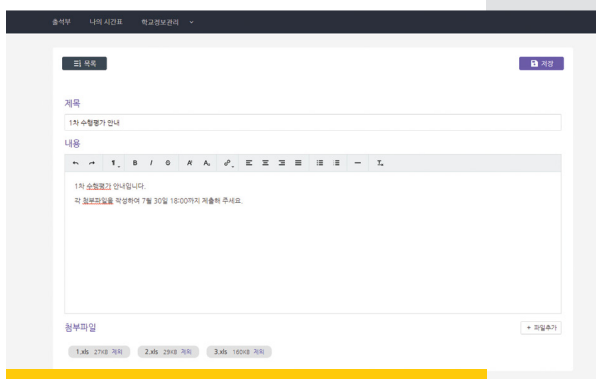 출석부 나의 시간표 학교정보관리
목록 저장
제목
1차 수행평가 안내
내용
1차 수행평가 안내입니다.
각 첨부파일을 작성하여 7월 30일 18:00까지 제출해 주세요.
첨부파일 + 파일추가
1.xls 27KB 제외 2.xls 29KB 제외 3.xls 160KB 제외